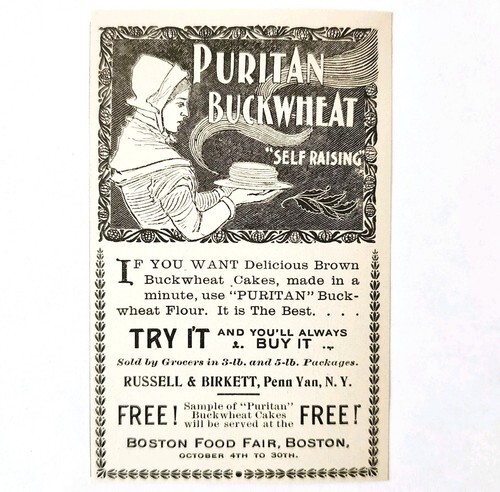 PURITAN
BUCKWHEAT
"SELF RAISING"
IF YOU WANT Delicious Brown
Buckwheat Cakes, made in a
minute, use "PURITAN" Buck-
wheat Flour. It is The Best. . . .
TRY IT AND YOU'LL ALWAYS
BUY IT
Sold by Grocers in 3-lb. and 5-lb. Packages.
RUSSELL & BIRKETT, Penn Yan, N. Y.
FREE! Sample of "Puritan"
Buckwheat Cakes
will be served at the FREE!
BOSTON FOOD FAIR, BOSTON,
OCTOBER 4TH TO 30TH.